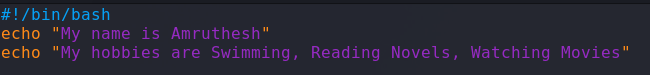 #!/bin/bash
echo "My name is Amruthesh"
echo "My hobbies are Swimming, Reading Novels, Watching Movies"